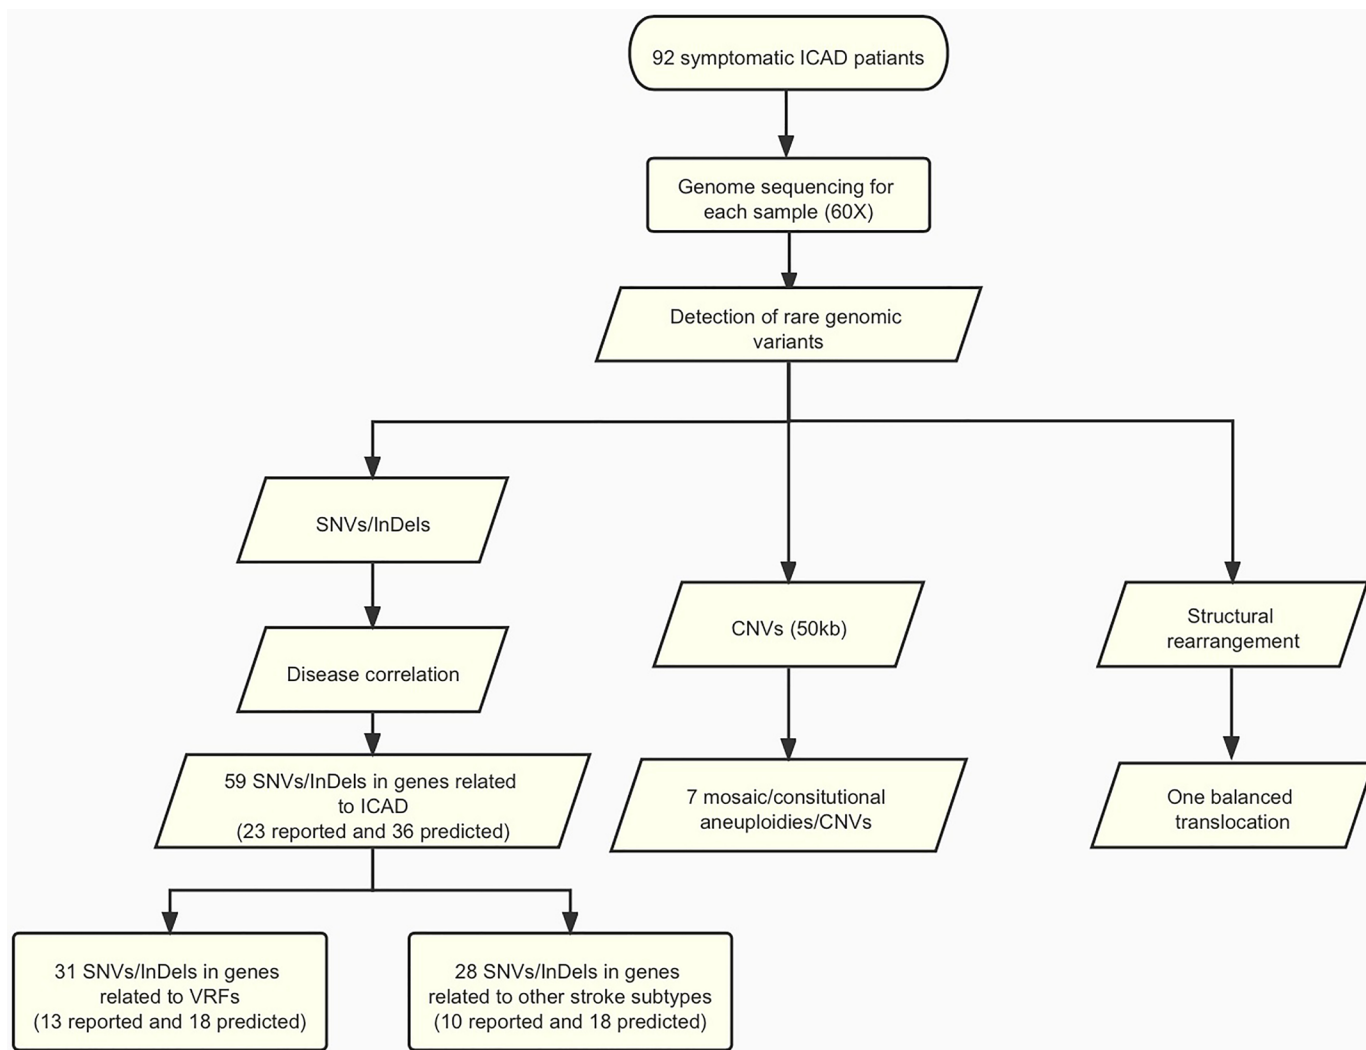 92 symptomatic ICAD patiants
Genome sequencing for
each sample (60X)
Detection of rare genomic
variants
SNVs/InDels
Disease correlation
59 SNVs/InDels in genes related
to ICAD
(23 reported and 36 predicted)
31 SNVs/InDels in genes
related to VRFs
(13 reported and 18 predicted)
28 SNVs/InDels in genes
related to other stroke subtypes
(10 reported and 18 predicted)
CNVs (50kb)
7 mosaic/consitutional
aneuploidies/CNVs
Structural
rearrangement
One balanced
translocation